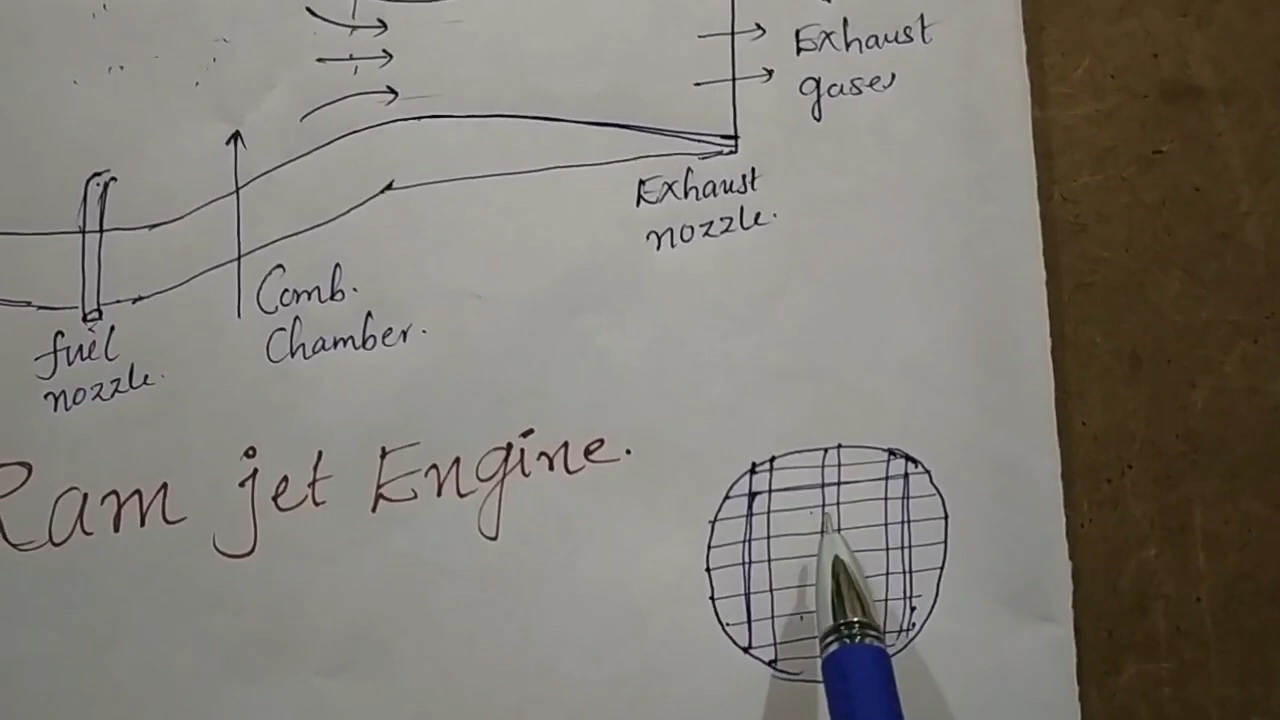 Exhaust
gases
Exhaust
nozzle.
Comb.
Chamber.
fuel
nozzle.
Ram jet Engine.